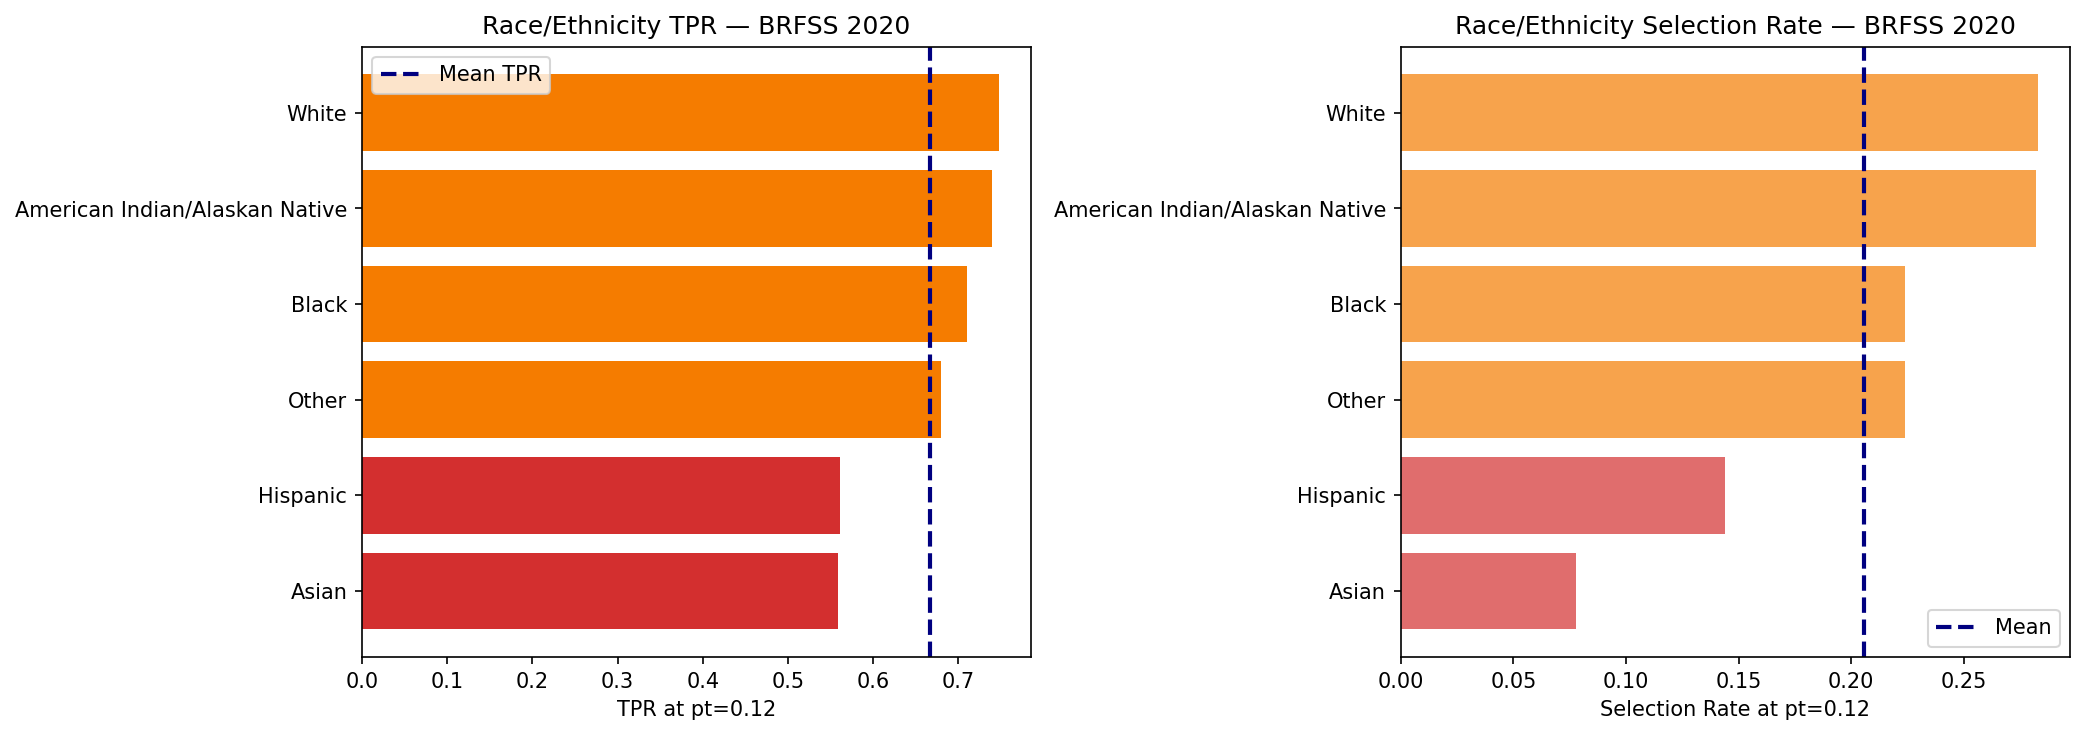 Race/Ethnicity TPR — BRFSS 2020
Mean TPR
White
American Indian/Alaskan Native
Black
Other
Hispanic
Asian
0.0 0.1 0.2 0.3 0.4 0.5 0.6 0.7
TPR at pt=0.12
Race/Ethnicity Selection Rate — BRFSS 2020
White
American Indian/Alaskan Native
Black
Other
Hispanic
Asian
Mean
0.00 0.05 0.10 0.15 0.20 0.25
Selection Rate at pt=0.12